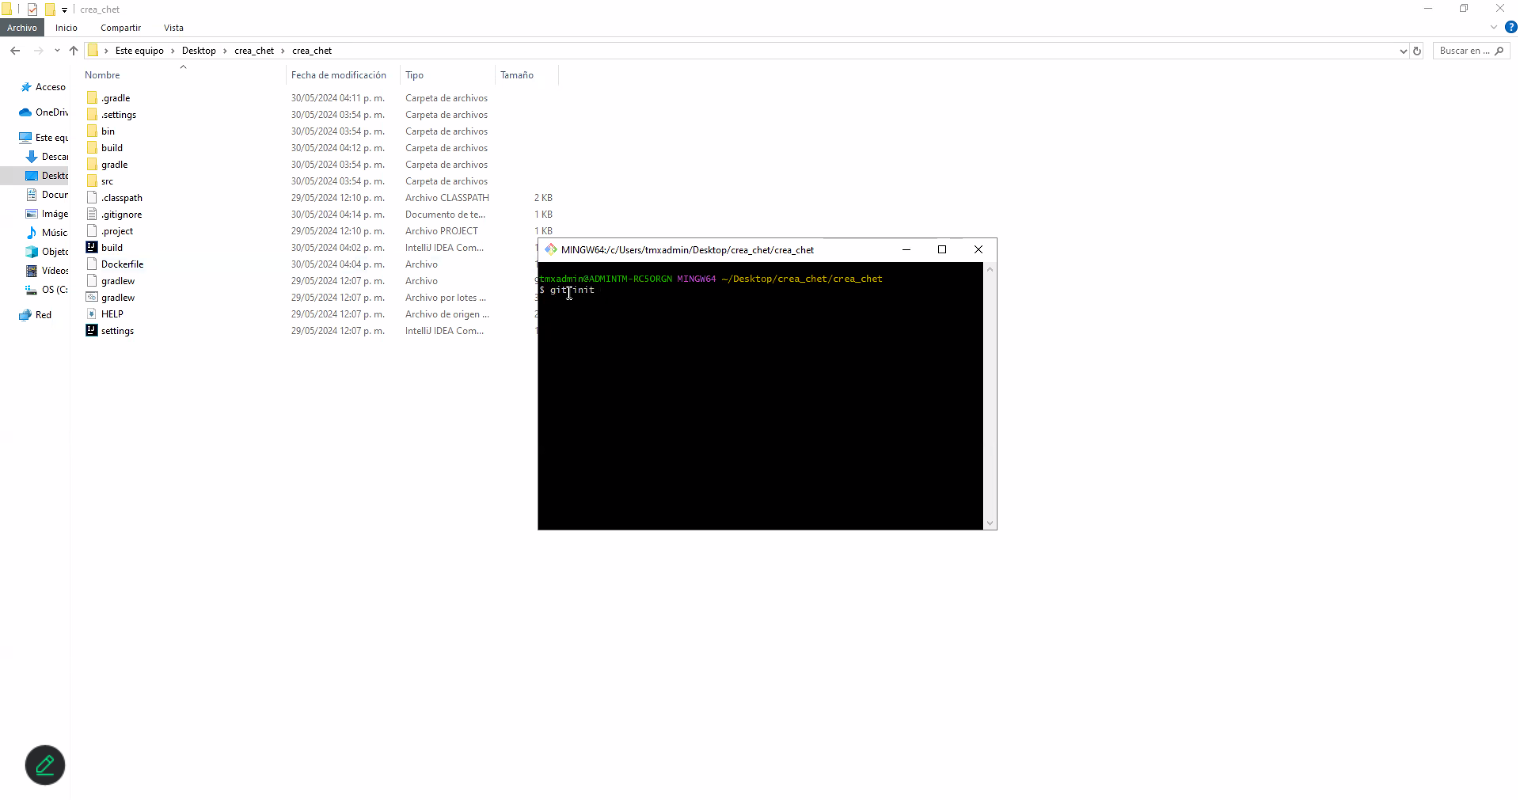 crea_chet
Archivo Inicio Compartir Vista
Este equipo > Desktop > crea_chet > crea_chet
Buscar en ...
Nombre Fecha de modificación Tipo Tamaño
Acceso
OneDriv
Este equ
Descar
Deskto
Docur
Imáge
Músic
Objeto
Vídeos
OS (C:
Red
.gradle 30/05/2024 04:11 p. m. Carpeta de archivos
.settings 30/05/2024 03:54 p. m. Carpeta de archivos
bin 30/05/2024 03:54 p. m. Carpeta de archivos
build 30/05/2024 04:12 p. m. Carpeta de archivos
gradle 30/05/2024 03:54 p. m. Carpeta de archivos
src 30/05/2024 03:54 p. m. Carpeta de archivos
.classpath 29/05/2024 12:10 p. m. Archivo CLASSPATH 2 KB
.gitignore 30/05/2024 04:14 p. m. Documento de te... 1 KB
.project 29/05/2024 12:10 p. m. Archivo PROJECT 1 KB
build 30/05/2024 04:02 p. m. IntelliJ IDEA Com...
Dockerfile 30/05/2024 04:04 p. m. Archivo
gradlew 29/05/2024 12:07 p. m. Archivo
gradlew 29/05/2024 12:07 p. m. Archivo por lotes ...
HELP 29/05/2024 12:07 p. m. Archivo de origen ...
settings 29/05/2024 12:07 p. m. IntelliJ IDEA Com...
MINGW64:/c/Users/tmxadmin/Desktop/crea_chet/crea_chet
tmxadmin@ADMINTM-RC5ORGN MINGW64 ~/Desktop/crea_chet/crea_chet
$ git init